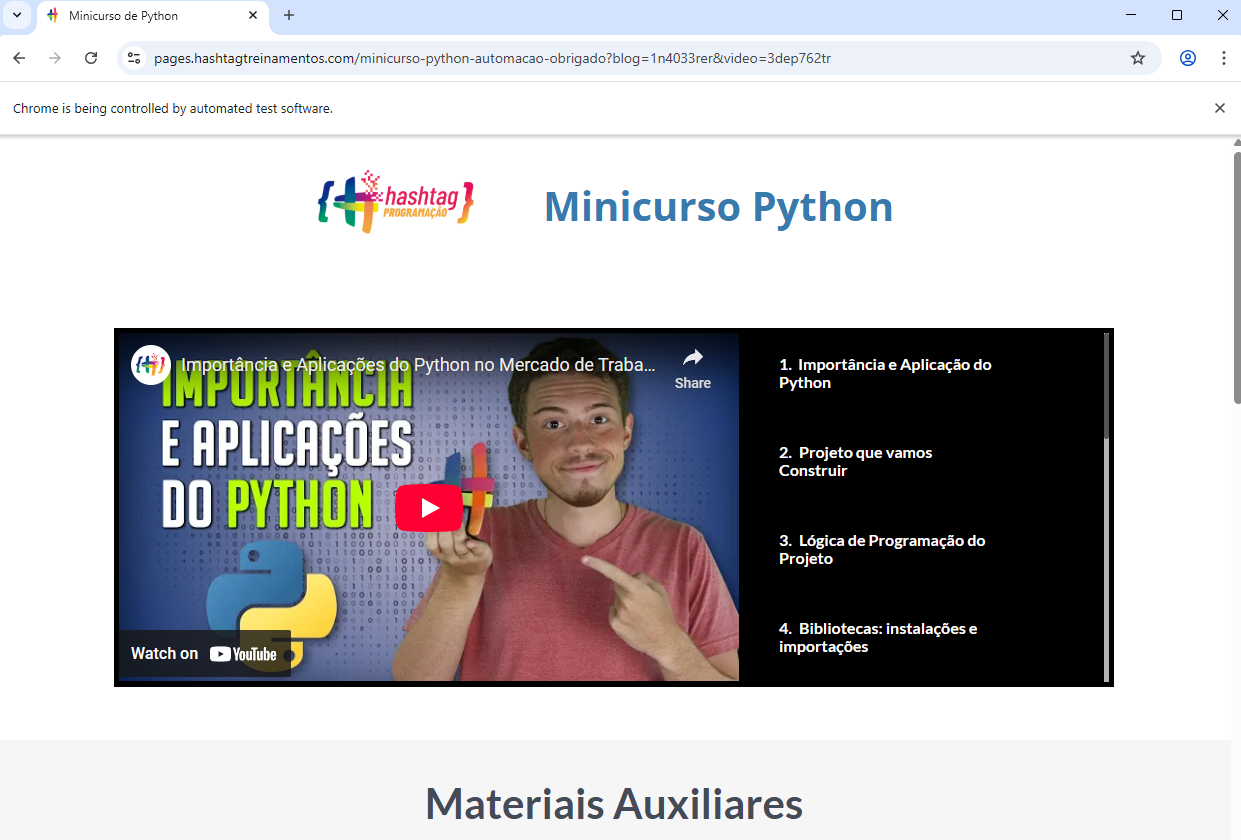 Minicurso de Python
pages.hashtagtreinamentos.com/minicurso-python-automacao-obrigado?blog=1n4033rer&video=3dep762tr
Chrome is being controlled by automated test software.
hashtag
PROGRAMAÇÃO
Minicurso Python
Importância e Aplicações do Python no Mercado de Traba...
Share
IMPORTÂNCIA
E APLICAÇÕES
DO PYTHON
Watch on YouTube
1. Importância e Aplicação do
Python
2. Projeto que vamos
Construir
3. Lógica de Programação do
Projeto
4. Bibliotecas: instalações e
importações
Materiais Auxiliares